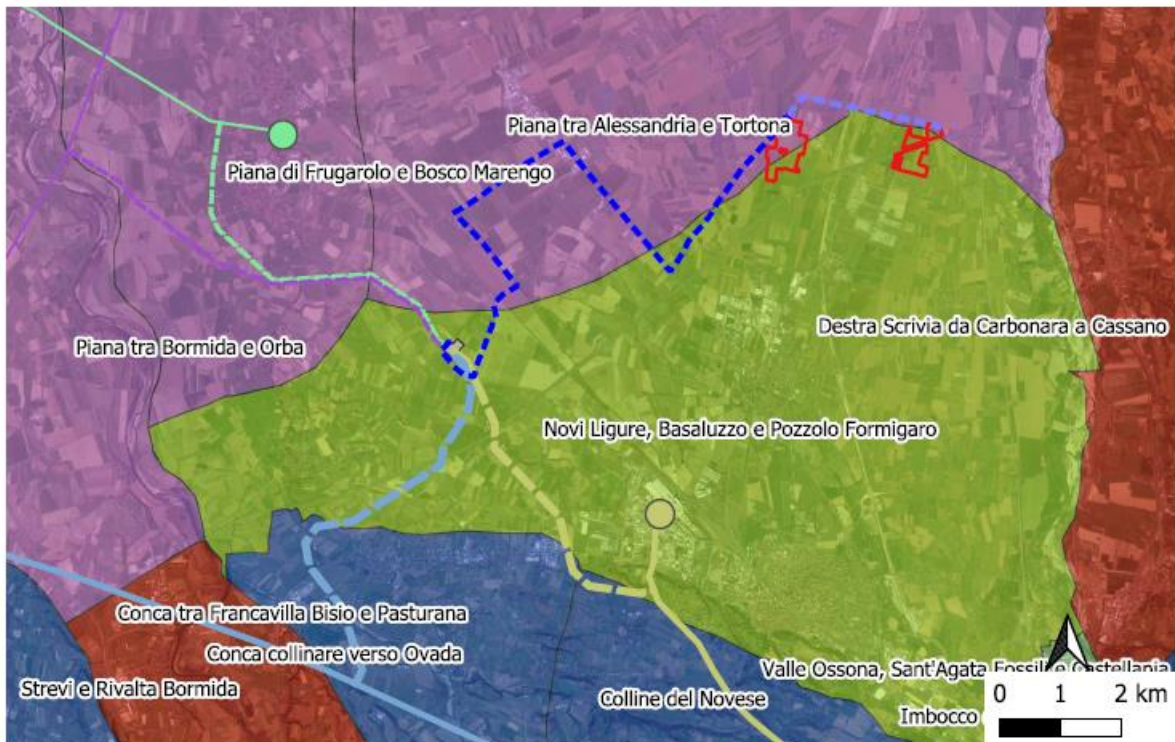 Piana tra Alessandria e Tortona
Piana di Frugarolo e Bosco Marengo
Destra Scrivia da Carbonara a Cassano
Piana tra Bormida e Orba
Novi Ligure, Basaluzzo e Pozzolo Formigaro
Conca tra Francavilla Bisio e Pasturana
Conca collinare verso Ovada
Valle Ossona, Sant'Agata Fossili e Castellania
Strevi e Rivalta Bormida
Colline del Novese
Imbocco
0 1 2 km